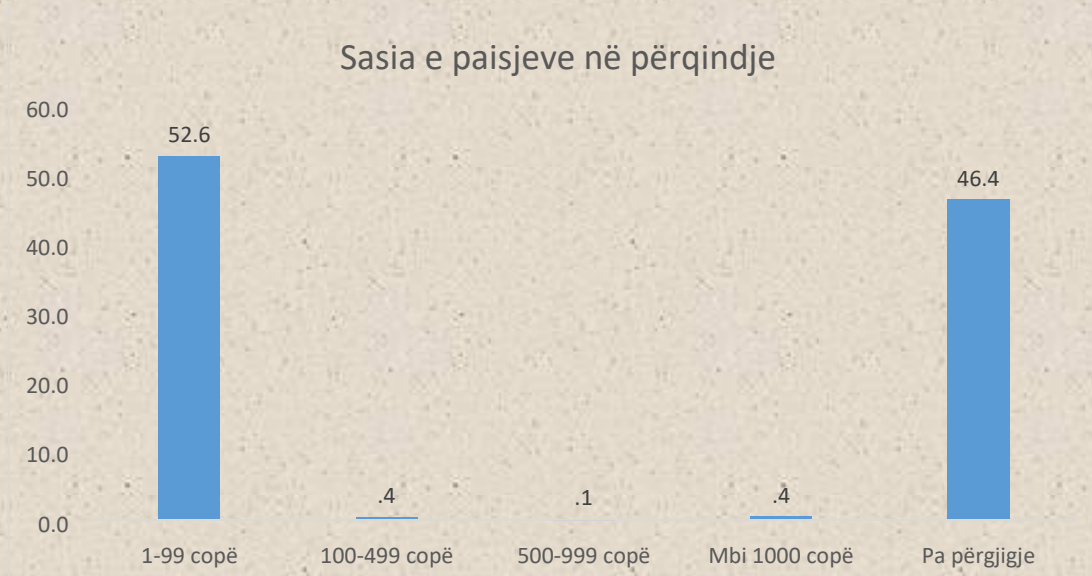 Sasia e paisjeve në përqindje
60.0
50.0
40.0
30.0
20.0
10.0
0.0
52.6
.4
.1
.4
46.4
1-99 copë
100-499 copë
500-999 copë
Mbi 1000 copë
Pa përgjigje